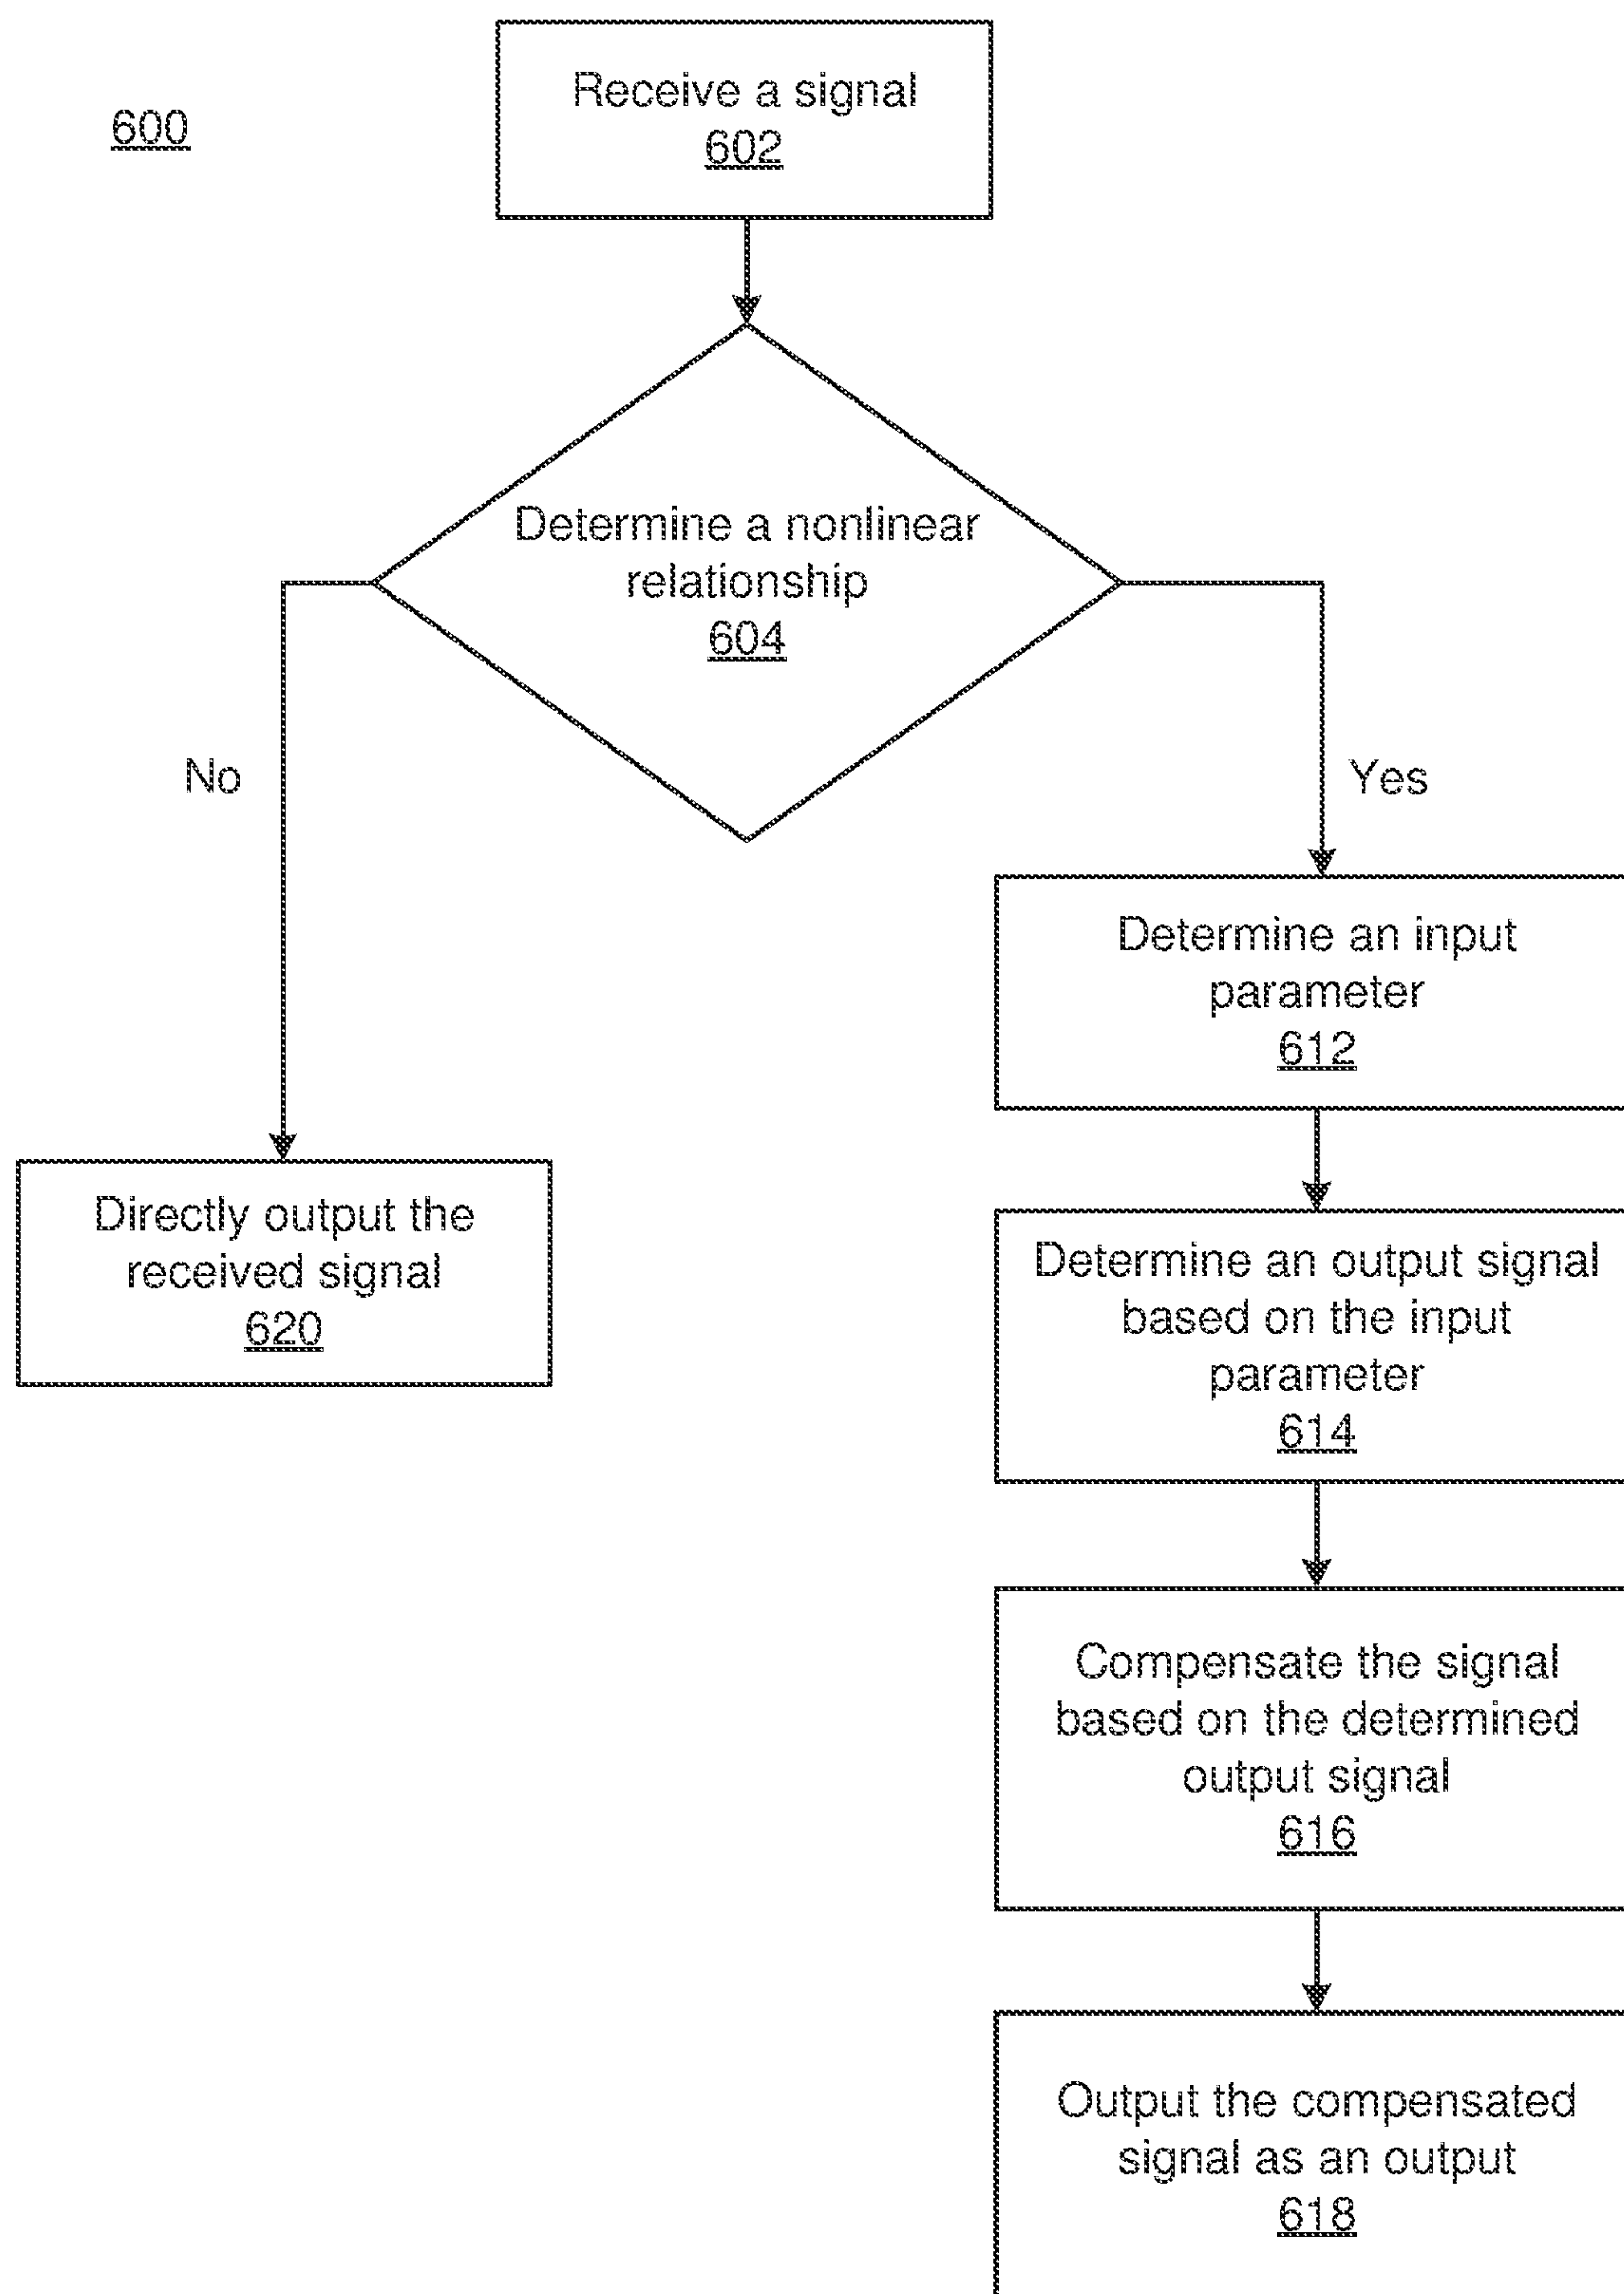 600
Receive a signal
602
Determine a nonlinear
relationship
604
No
Yes
Determine an input
parameter
612
Directly output the
received signal
620
Determine an output signal
based on the input
parameter
614
Compensate the signal
based on the determined
output signal
616
Output the compensated
signal as an output
618